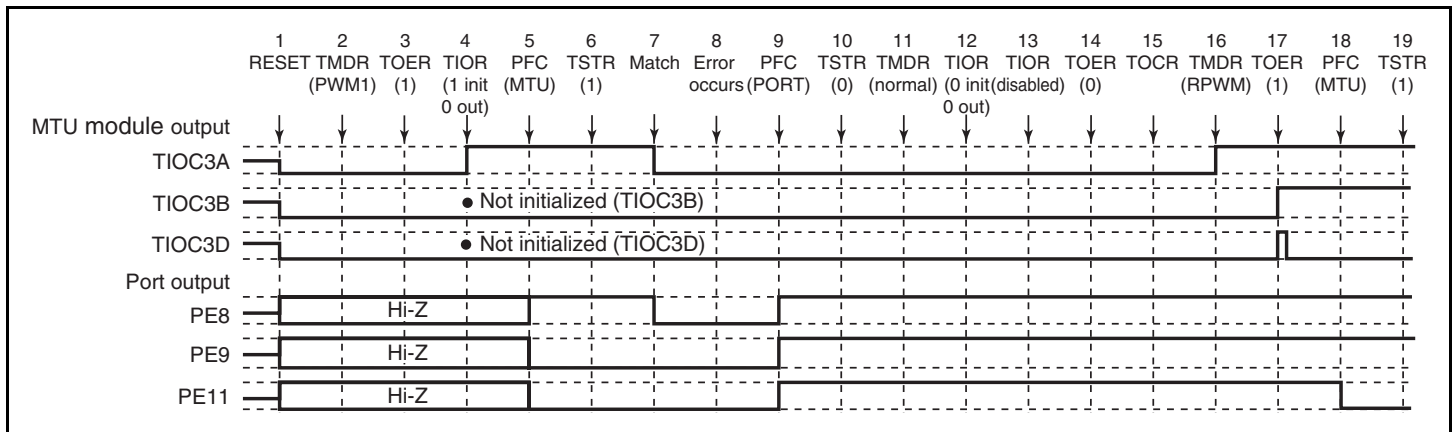 1 2 3 4 5 6 7 8 9 10 11 12 13 14 15 16 17 18 19
RESET TMDR TOER TIOR PFC TSTR Match Error PFC TSTR TMDR TIOR TIOR TOER TOCR TMDR TOER PFC TSTR
(PWM1) (1) (1 init (MTU) (1) occurs (PORT) (0) (normal) (0 init (disabled) (0) (RPWM) (1) (MTU) (1)
0 out) 0 out)
MTU module output
TIOC3A
TIOC3B ● Not initialized (TIOC3B)
TIOC3D ● Not initialized (TIOC3D)
Port output
PE8 Hi-Z
PE9 Hi-Z
PE11 Hi-Z